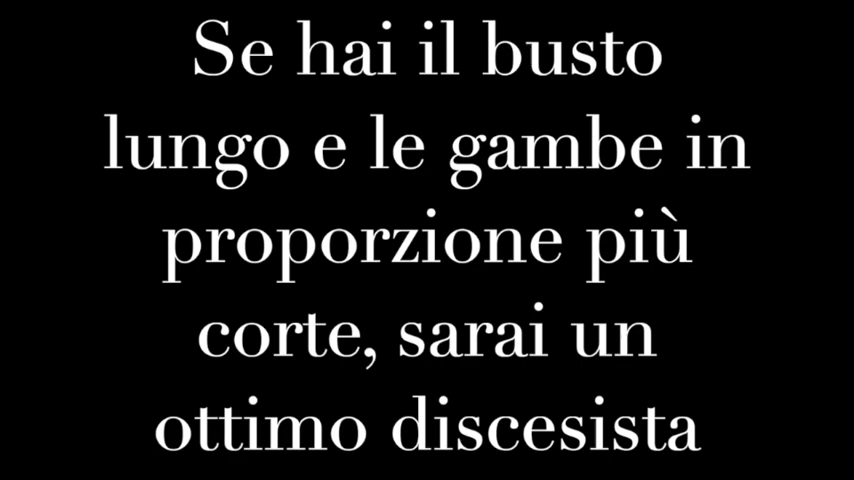 Se hai il busto
lungo e le gambe in
proporzione più
corte, sarai un
ottimo discesista